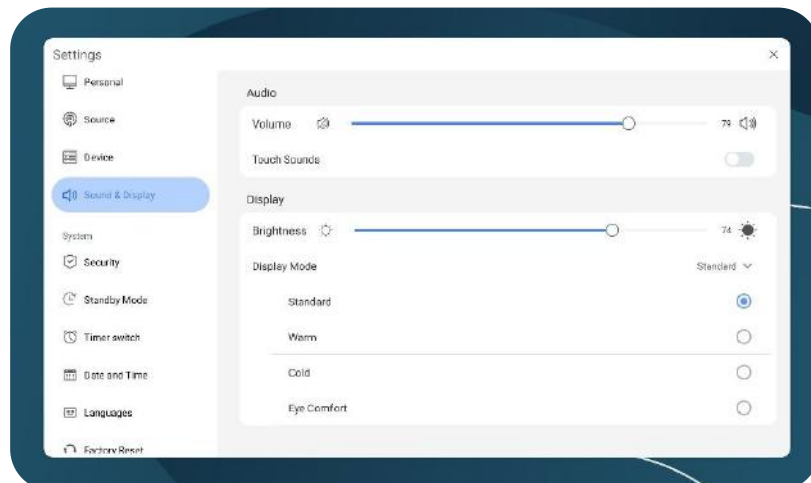 Settings
Personal
Source
Device
Sound & Display
System
Security
Standby Mode
Timer switch
Date and Time
Languages
Factory Reset
Audio
Volume 79
Touch Sounds
Display
Brightness 74
Display Mode Standard
Standard
Warm
Cold
Eye Comfort